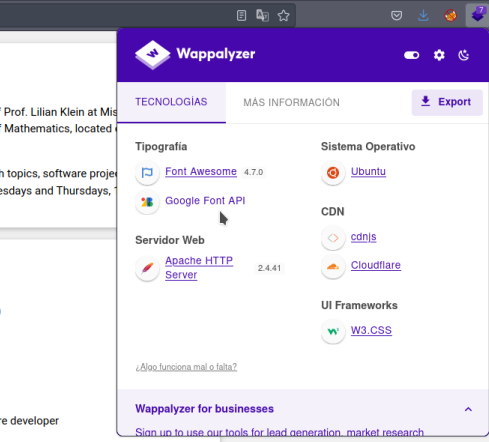 7
Wappalyzer
TECNOLOGÍAS
MÁS INFORMACIÓN
Export
Prof. Lilian Klein at Mis
f Mathematics, located
h topics, software proje
esdays and Thursdays,
Tipografía
Font Awesome 4.7.0
Google Font API
Servidor Web
Apache HTTP
Server 2.4.41
Sistema Operativo
Ubuntu
CDN
cdnjs
Cloudflare
UI Frameworks
W3.CSS
¿Algo funciona mal o falta?
re developer
Wappalyzer for businesses
Sign up to use our tools for lead generation, market research